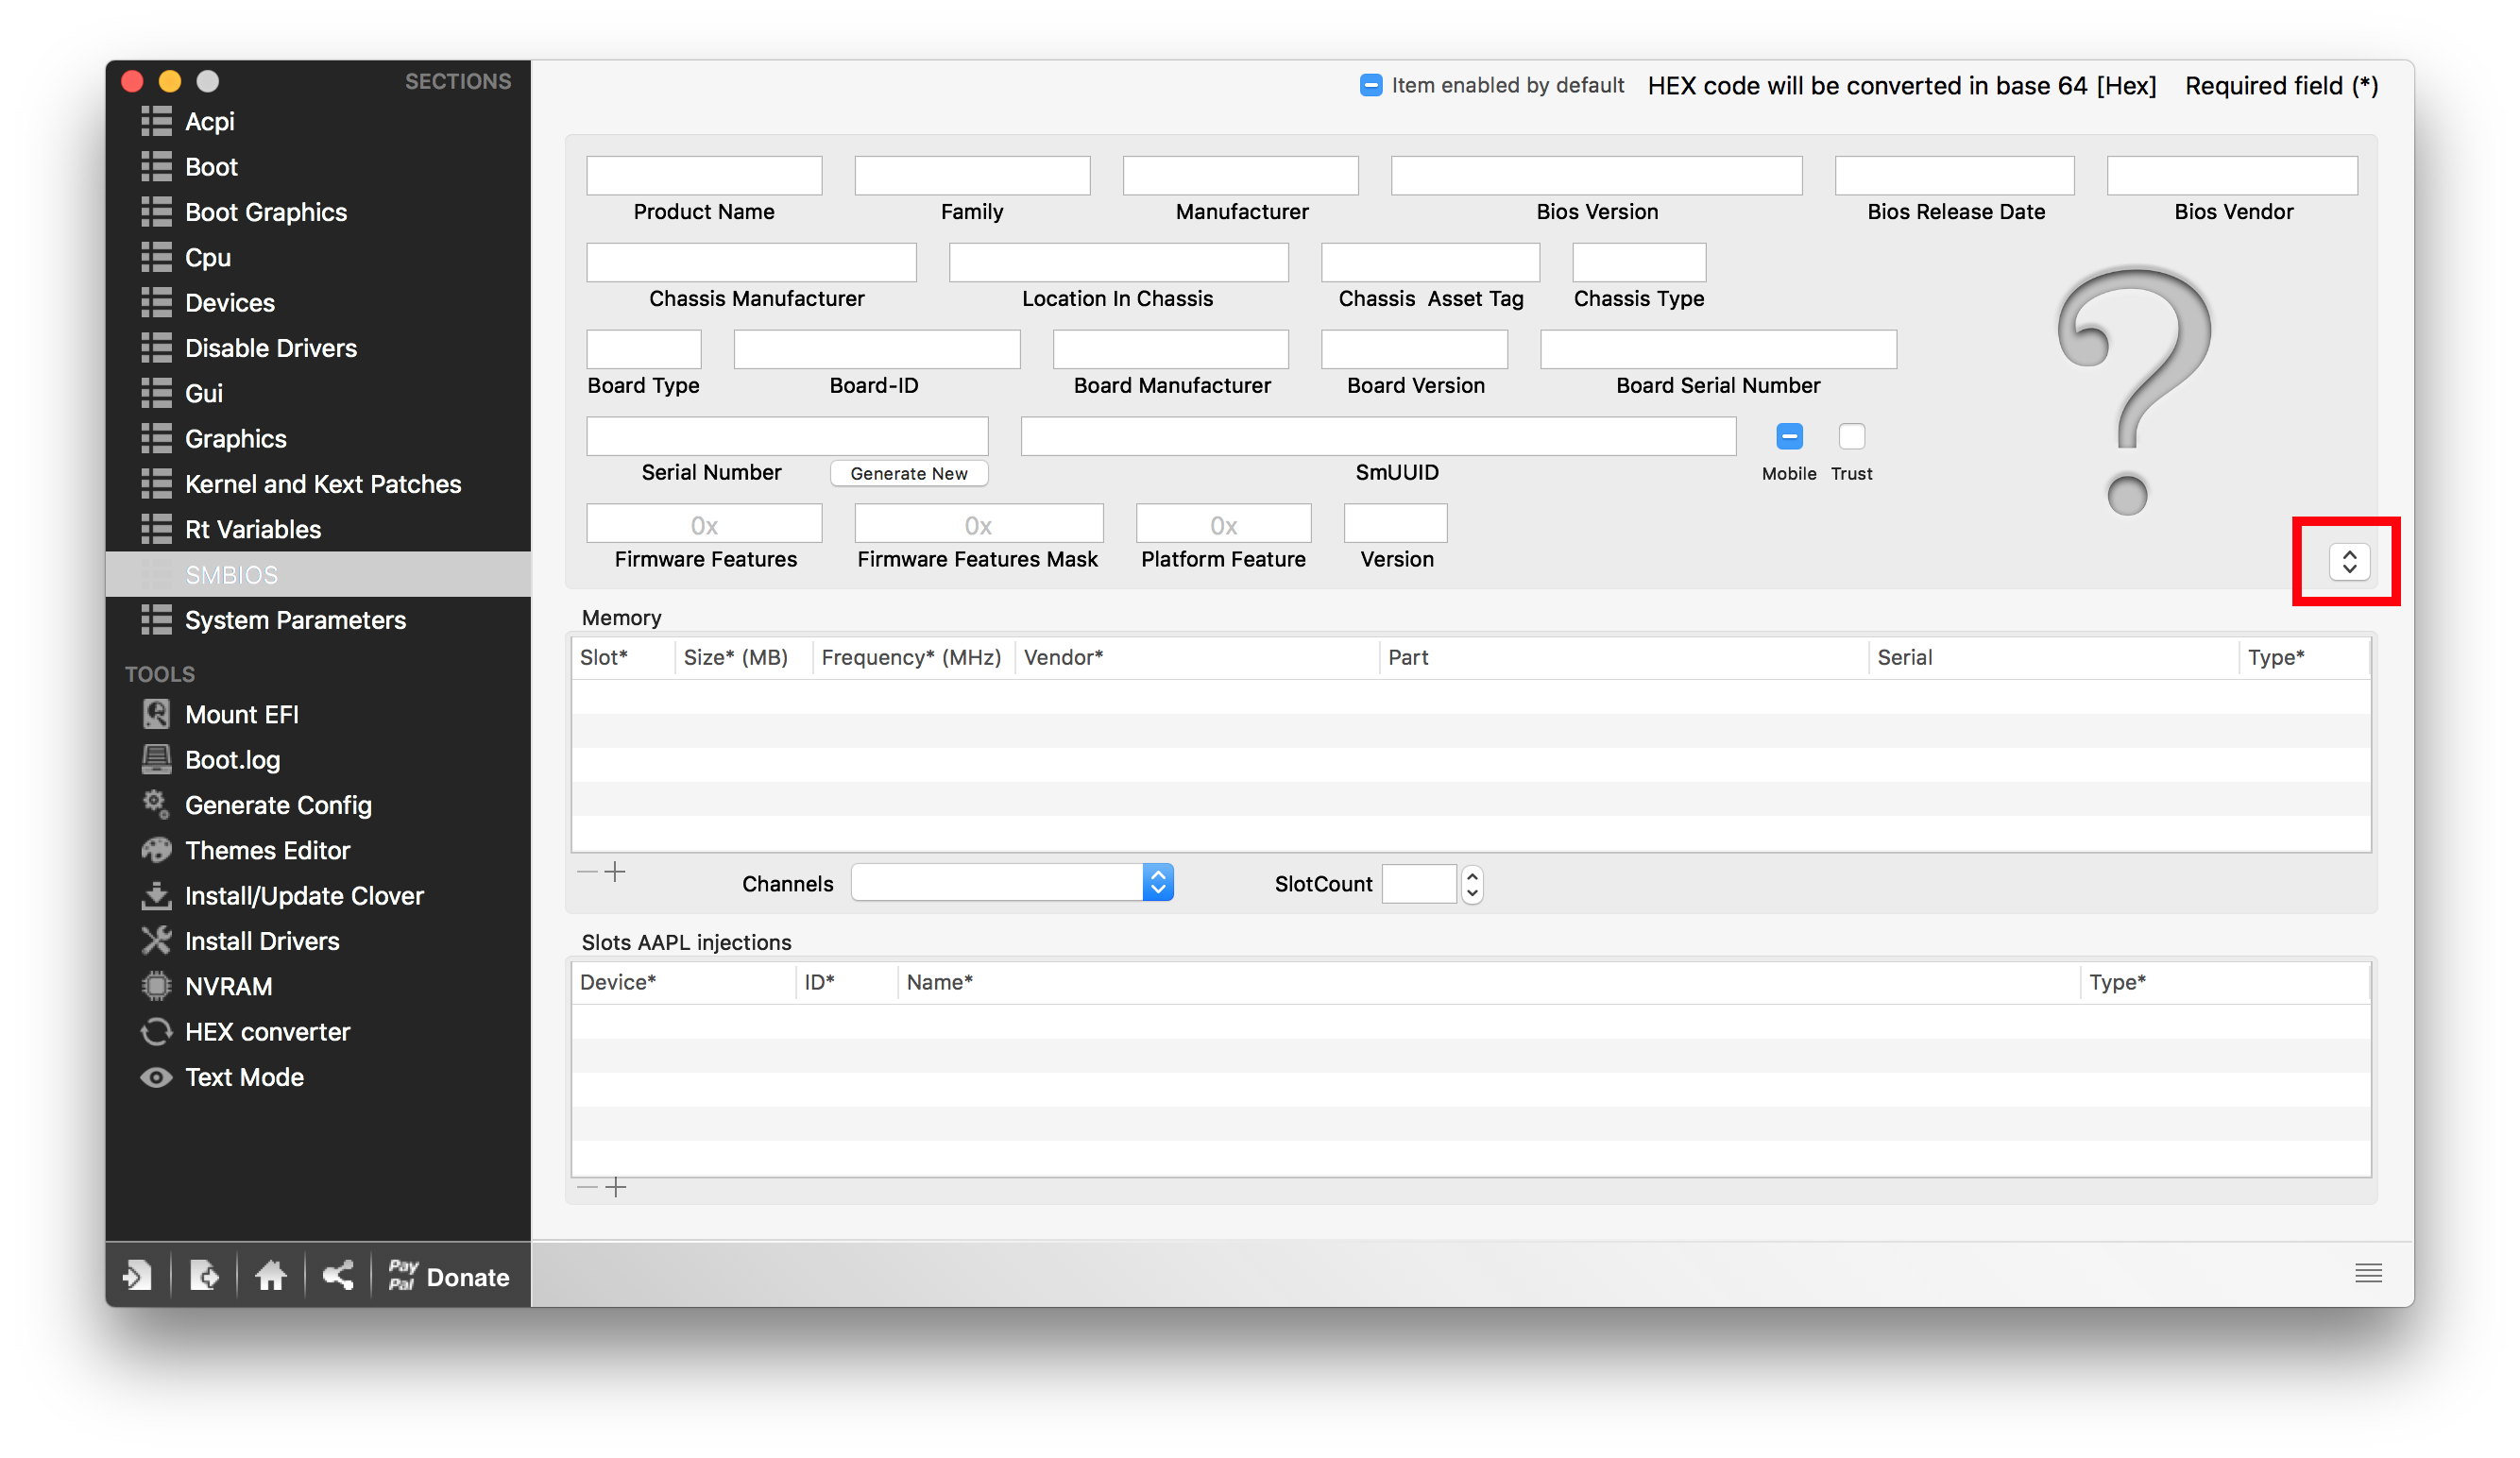 SECTIONS
Acpi
Boot
Boot Graphics
Cpu
Devices
Disable Drivers
Gui
Graphics
Kernel and Kext Patches
Rt Variables
SMBIOS
System Parameters
TOOLS
Mount EFI
Boot.log
Generate Config
Themes Editor
Install/Update Clover
Install Drivers
NVRAM
HEX converter
Text Mode
Pay
Pal Donate
Item enabled by default HEX code will be converted in base 64 [Hex] Required field (*)
Product Name Family Manufacturer Bios Version Bios Release Date Bios Vendor
Chassis Manufacturer Location In Chassis Chassis Asset Tag Chassis Type
Board Type Board-ID Board Manufacturer Board Version Board Serial Number
Serial Number Generate New SmUUID Mobile Trust
0x 0x 0x
Firmware Features Firmware Features Mask Platform Feature Version
?
Memory
Slot* Size* (MB) Frequency* (MHz) Vendor* Part Serial Type*
Channels SlotCount
Slots AAPL injections
Device* ID* Name* Type*